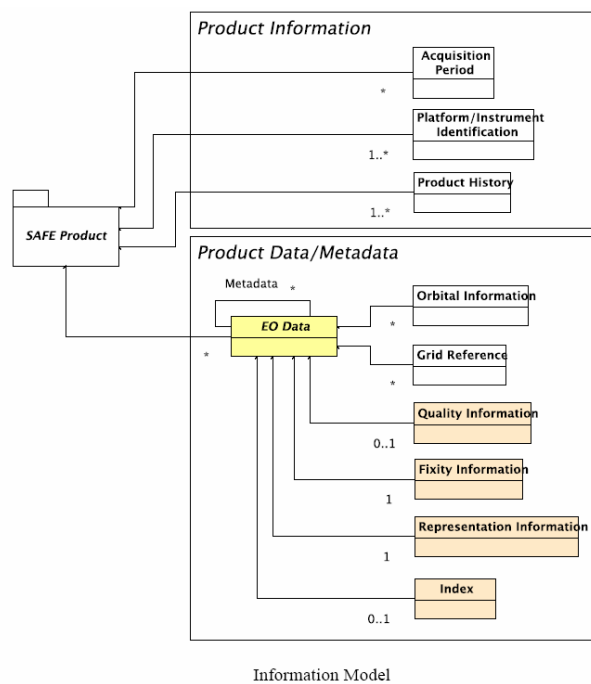 Product Information
Acquisition
Period
*
Platform/Instrument
Identification
1..*
Product History
1..*
SAFE Product
Product Data/Metadata
Metadata
*
EO Data
*
Orbital Information
*
Grid Reference
*
Quality Information
0..1
Fixity Information
1
Representation Information
1
Index
0..1
Information Model